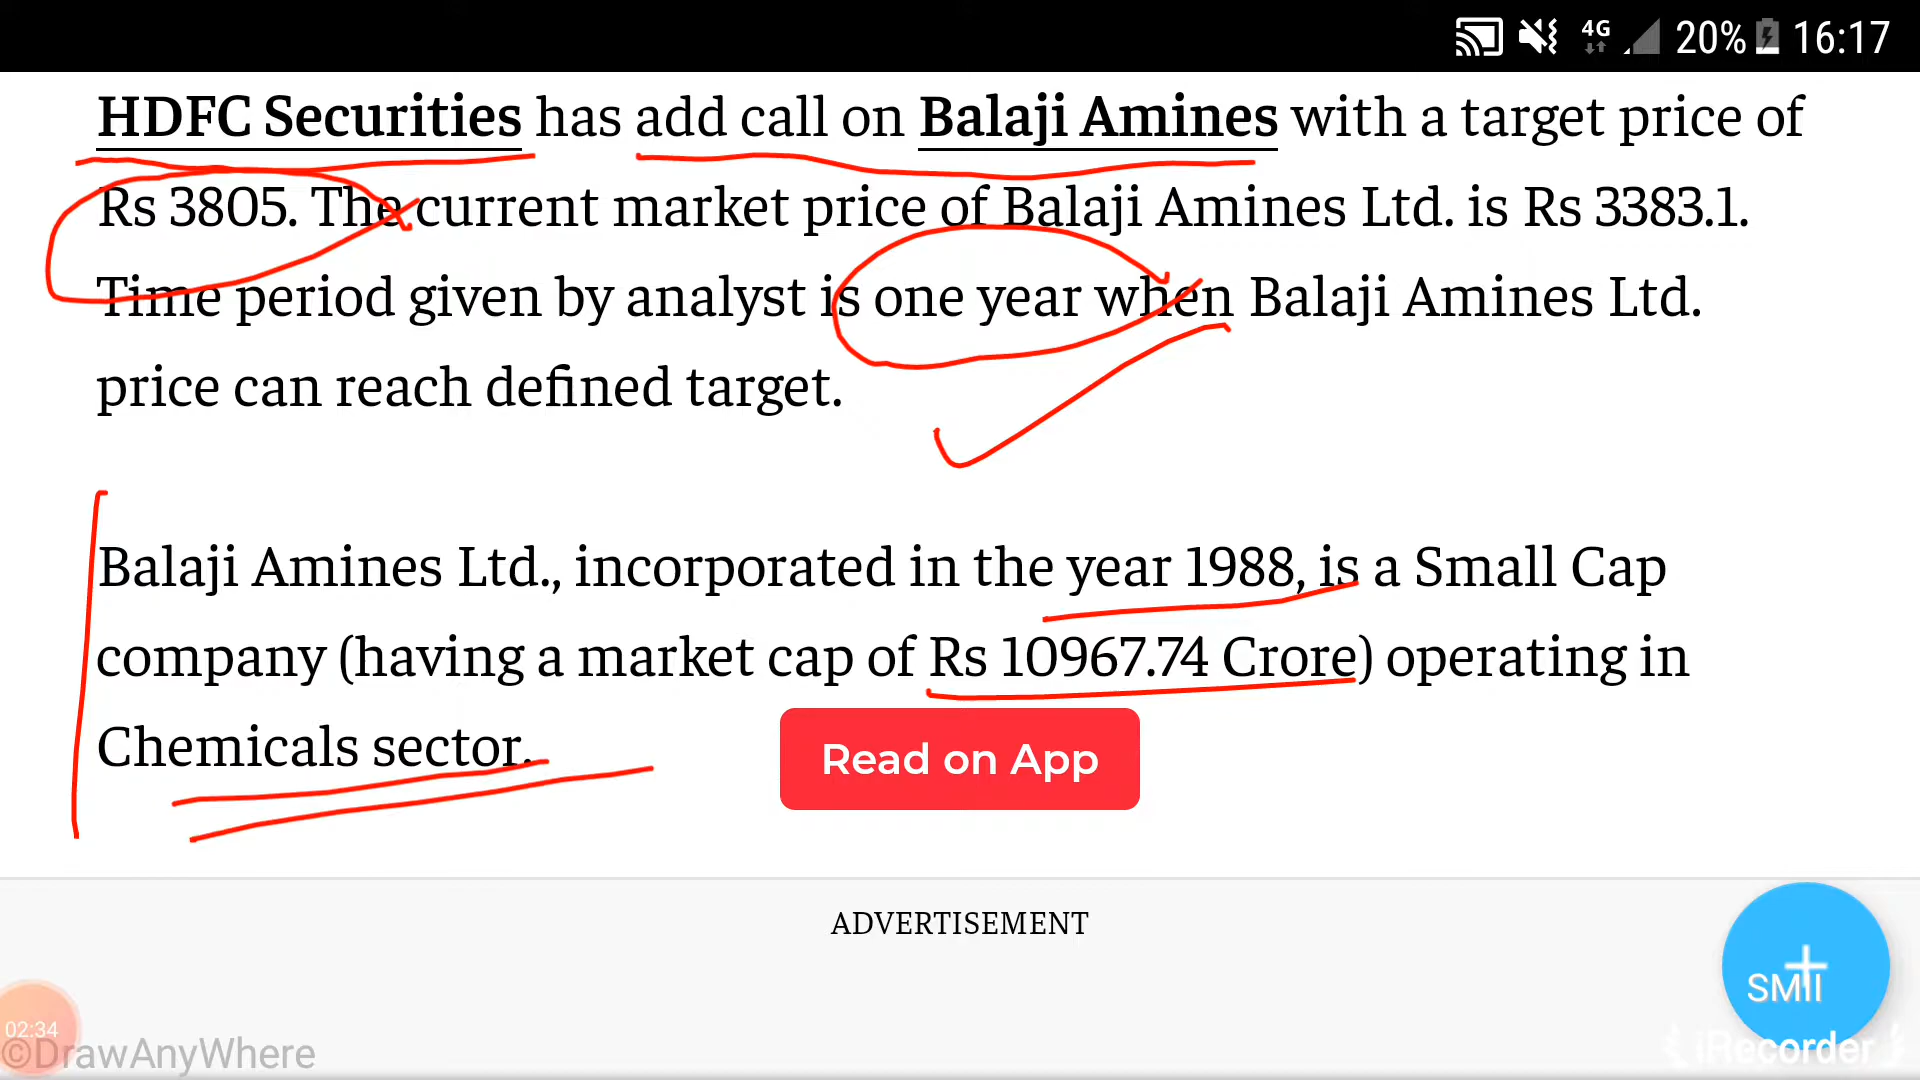 4G 20% 16:17
HDFC Securities has add call on Balaji Amines with a target price of
Rs 3805. The current market price of Balaji Amines Ltd. is Rs 3383.1.
Time period given by analyst is one year when Balaji Amines Ltd.
price can reach defined target.
Balaji Amines Ltd., incorporated in the year 1988, is a Small Cap
company (having a market cap of Rs 10967.74 Crore) operating in
Chemicals sector.
Read on App
ADVERTISEMENT
SMII
02:34
©DrawAnyWhere
iRecorder